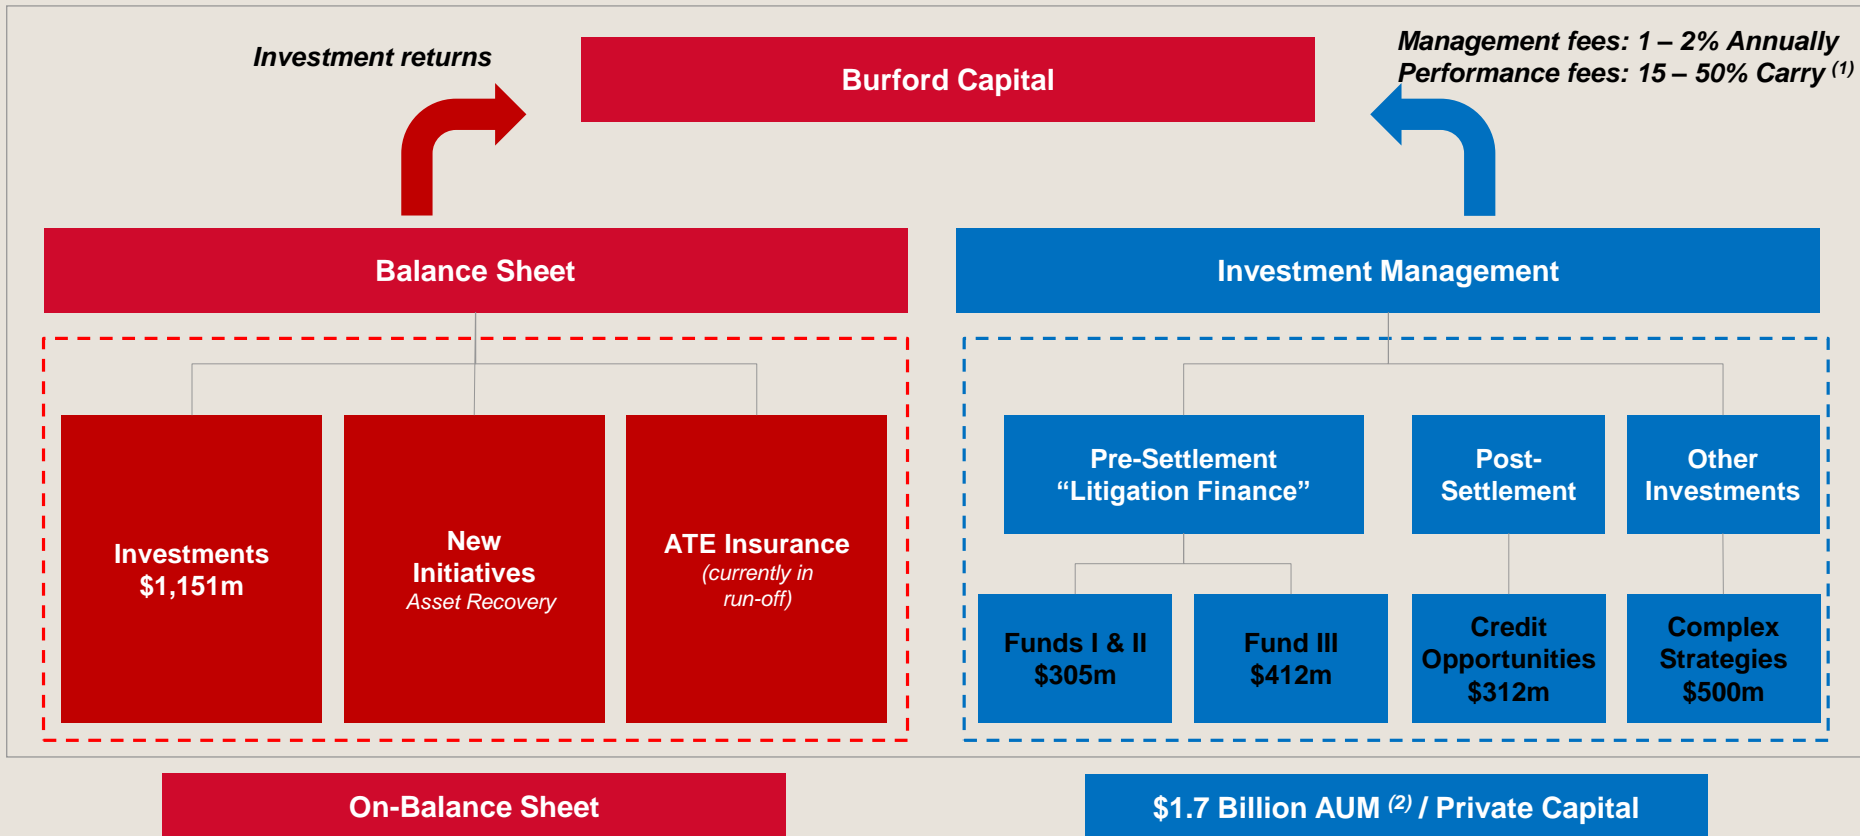 Investment returns
Burford Capital
Management fees: 1 – 2% Annually
Performance fees: 15 – 50% Carry (1)
Balance Sheet
Investment Management
Investments
$1,151m
New
Initiatives
Asset Recovery
ATE Insurance
(currently in
run-off)
Pre-Settlement
“Litigation Finance”
Post-
Settlement
Other
Investments
Funds I & II
$305m
Fund III
$412m
Credit
Opportunities
$312m
Complex
Strategies
$500m
On-Balance Sheet
$1.7 Billion AUM (2) / Private Capital